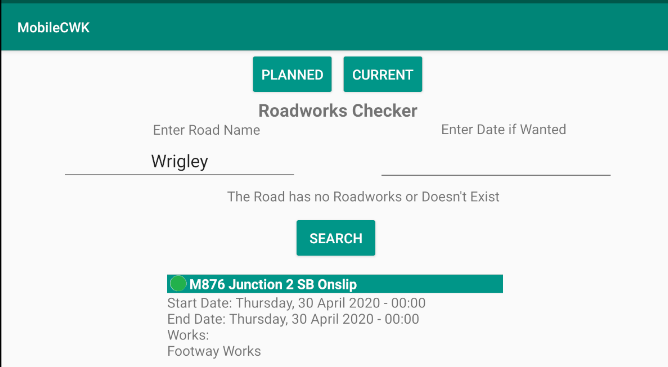 MobileCWK
PLANNED CURRENT
Roadworks Checker
Enter Road Name Enter Date if Wanted
Wrigley
The Road has no Roadworks or Doesn't Exist
SEARCH
M876 Junction 2 SB Onslip
Start Date: Thursday, 30 April 2020 - 00:00
End Date: Thursday, 30 April 2020 - 00:00
Works:
Footway Works